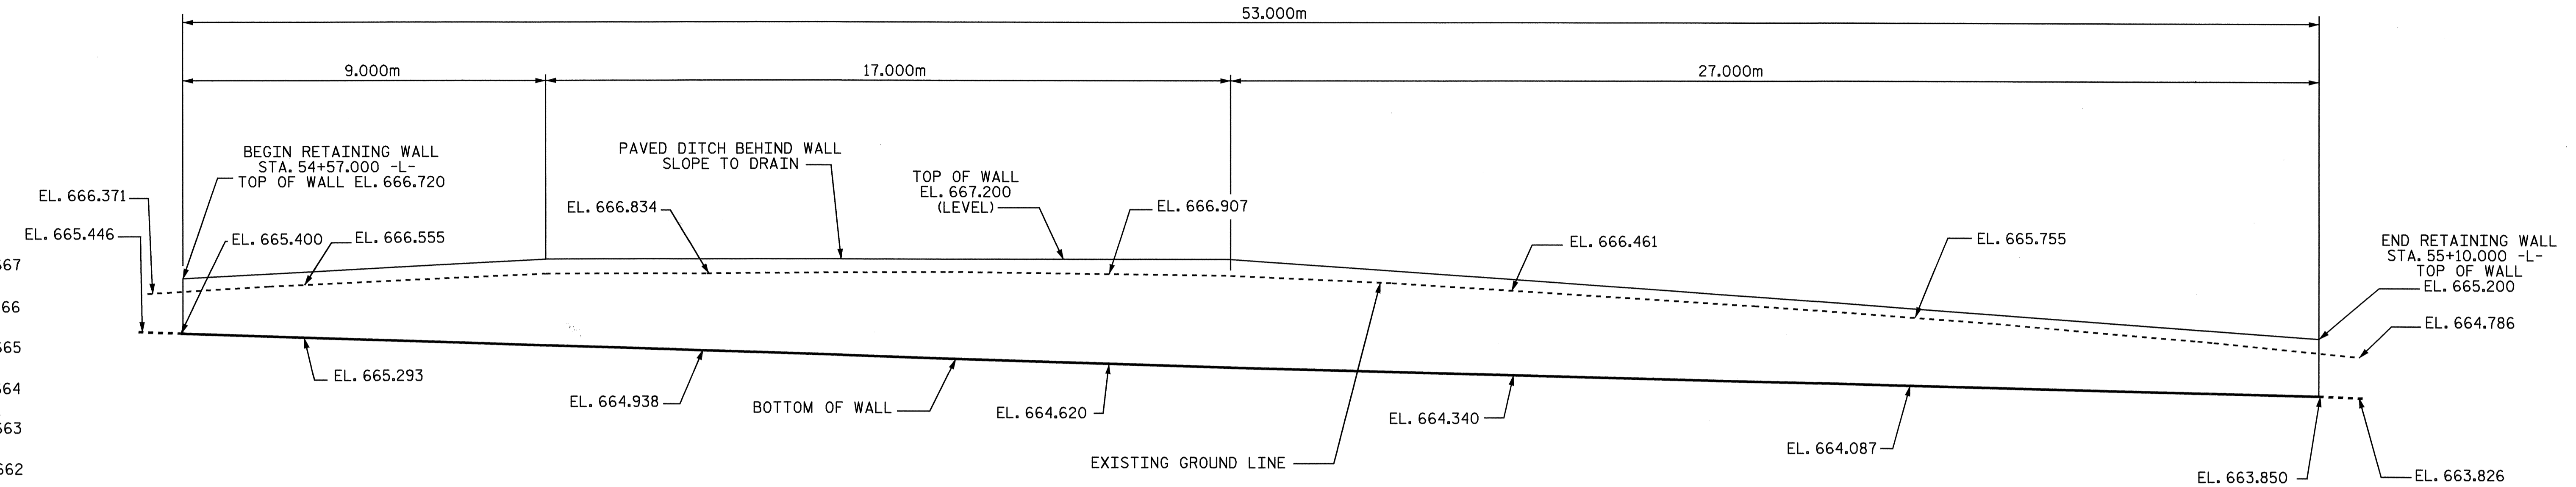 53.000m
9.000m
17.000m
27.000m
BEGIN RETAINING WALL
STA. 54+57.000 -L-
TOP OF WALL EL. 666.720
PAVED DITCH BEHIND WALL
SLOPE TO DRAIN
TOP OF WALL
EL. 667.200
(LEVEL)
EL. 666.371
EL. 665.446
EL. 665.400
EL. 666.555
EL. 666.834
EL. 666.907
EL. 666.461
EL. 665.755
END RETAINING WALL
STA. 55+10.000 -L-
TOP OF WALL
EL. 665.200
EL. 664.786
67
66
65
64
63
62
EL. 665.293
EL. 664.938
BOTTOM OF WALL
EL. 664.620
EL. 664.340
EL. 664.087
EXISTING GROUND LINE
EL. 663.850
EL. 663.826